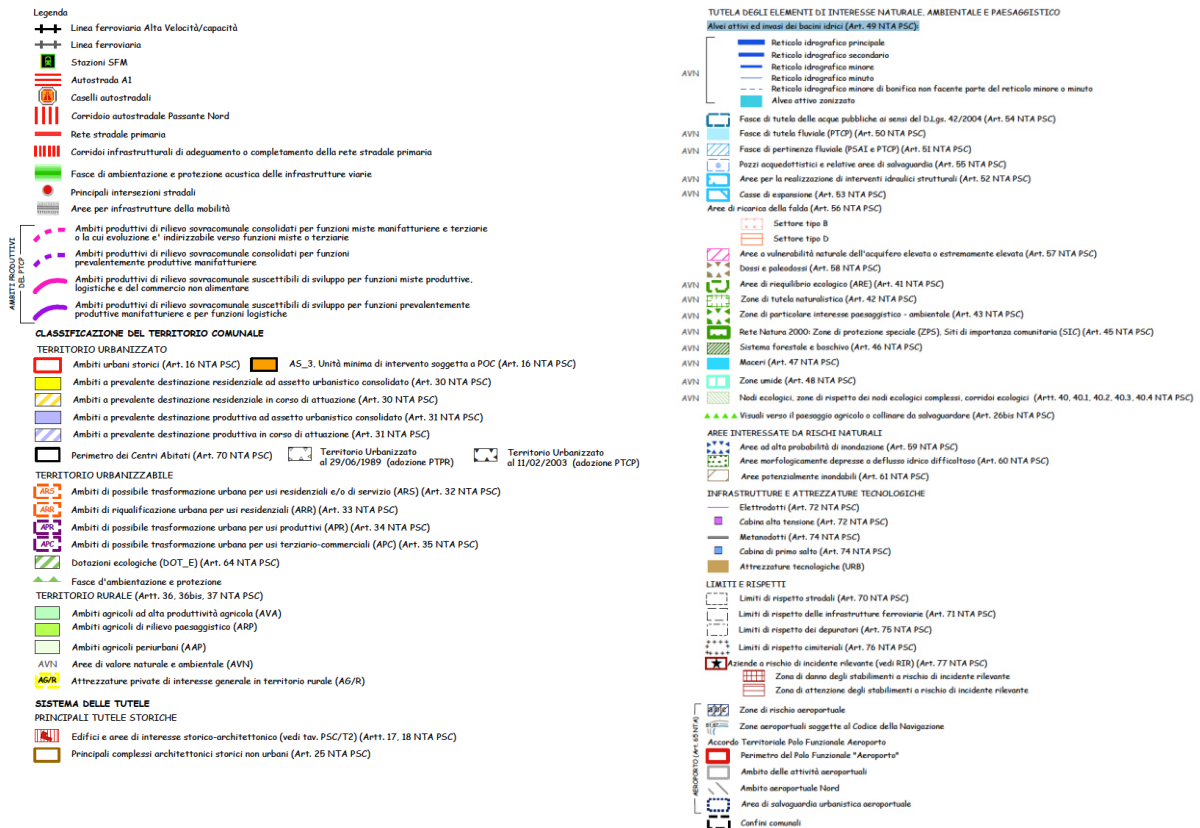 Legenda
Linea ferroviaria Alta Velocità/capacità
Linea ferroviaria
Stazioni SFM
Autostrada A1
Caselli autostradali
Corridoio autostradale Passante Nord
Rete stradale primaria
Corridoi infrastrutturali di adeguamento o completamento della rete stradale primaria
Fasce di ambientazione e protezione acustica delle infrastrutture viarie
Principali intersezioni stradali
Aree per infrastrutture della mobilità
AMBITI PRODUTTIVI
DEL PTCP
Ambiti produttivi di rilievo sovracomunale consolidati per funzioni miste manifatturiere e terziarie
o la cui evoluzione e' indirizzabile verso funzioni miste o terziarie
Ambiti produttivi di rilievo sovracomunale consolidati per funzioni
prevalentemente produttive manifatturiere
Ambiti produttivi di rilievo sovracomunale suscettibili di sviluppo per funzioni miste produttive,
logistiche e del commercio non alimentare
Ambiti produttivi di rilievo sovracomunale suscettibili di sviluppo per funzioni prevalentemente
produttive manifatturiere e per funzioni logistiche
CLASSIFICAZIONE DEL TERRITORIO COMUNALE
TERRITORIO URBANIZZATO
Ambiti urbani storici (Art. 16 NTA PSC)
AS_3, Unità minima di intervento soggetta a POC (Art. 16 NTA PSC)
Ambiti a prevalente destinazione residenziale ad assetto urbanistico consolidato (Art. 30 NTA PSC)
Ambiti a prevalente destinazione residenziale in corso di attuazione (Art. 30 NTA PSC)
Ambiti a prevalente destinazione produttiva ad assetto urbanistico consolidato (Art. 31 NTA PSC)
Ambiti a prevalente destinazione produttiva in corso di attuazione (Art. 31 NTA PSC)
Perimetro dei Centri Abitati (Art. 70 NTA PSC)
Territorio Urbanizzato
al 29/06/1989 (adozione PTPR)
Territorio Urbanizzato
al 11/02/2003 (adozione PTCP)
TERRITORIO URBANIZZABILE
ARS Ambiti di possibile trasformazione urbana per usi residenziali e/o di servizio (ARS) (Art. 32 NTA PSC)
ARR Ambiti di riqualificazione urbana per usi residenziali (ARR) (Art. 33 NTA PSC)
APR Ambiti di possibile trasformazione urbana per usi produttivi (APR) (Art. 34 NTA PSC)
APC Ambiti di possibile trasformazione urbana per usi terziario-commerciali (APC) (Art. 35 NTA PSC)
Dotazioni ecologiche (DOT_E) (Art. 64 NTA PSC)
Fasce d'ambientazione e protezione
TERRITORIO RURALE (Artt. 36, 36bis, 37 NTA PSC)
Ambiti agricoli ad alta produttività agricola (AVA)
Ambiti agricoli di rilievo paesaggistico (ARP)
Ambiti agricoli periurbani (AAP)
AVN Aree di valore naturale e ambientale (AVN)
AG/R Attrezzature private di interesse generale in territorio rurale (AG/R)
SISTEMA DELLE TUTELE
PRINCIPALI TUTELE STORICHE
Edifici e aree di interesse storico-architettonico (vedi tav. PSC/T2) (Artt. 17, 18 NTA PSC)
Principali complessi architettonici storici non urbani (Art. 25 NTA PSC)
TUTELA DEGLI ELEMENTI DI INTERESSE NATURALE, AMBIENTALE E PAESAGGISTICO
Alvei attivi ed invasi dei bacini idrici (Art. 49 NTA PSC):
AVN
Reticolo idrografico principale
Reticolo idrografico secondario
Reticolo idrografico minore
Reticolo idrografico minuto
Reticolo idrografico minore di bonifica non facente parte del reticolo minore o minuto
Alveo attivo zonizzato
Fasce di tutela delle acque pubbliche ai sensi del D.Lgs. 42/2004 (Art. 54 NTA PSC)
AVN Fasce di tutela fluviale (PTCP) (Art. 50 NTA PSC)
AVN Fasce di pertinenza fluviale (PSAI e PTCP) (Art. 51 NTA PSC)
Pozzi acquedottistici e relative aree di salvaguardia (Art. 55 NTA PSC)
AVN Aree per la realizzazione di interventi idraulici strutturali (Art. 52 NTA PSC)
AVN Casse di espansione (Art. 53 NTA PSC)
Aree di ricarica della falda (Art. 56 NTA PSC)
Settore tipo B
Settore tipo D
Aree a vulnerabilità naturale dell'acquifero elevata o estremamente elevata (Art. 57 NTA PSC)
Dossi e paleodossi (Art. 58 NTA PSC)
AVN Aree di riequilibrio ecologico (ARE) (Art. 41 NTA PSC)
AVN Zone di tutela naturalistica (Art. 42 NTA PSC)
AVN Zone di particolare interesse paesaggistico - ambientale (Art. 43 NTA PSC)
AVN Rete Natura 2000: Zone di protezione speciale (ZPS), Siti di importanza comunitaria (SIC) (Art. 45 NTA PSC)
AVN Sistema forestale e boschivo (Art. 46 NTA PSC)
AVN Maceri (Art. 47 NTA PSC)
AVN Zone umide (Art. 48 NTA PSC)
AVN Nodi ecologici, zone di rispetto dei nodi ecologici complessi, corridoi ecologici (Artt. 40, 40.1, 40.2, 40.3, 40.4 NTA PSC)
Visuali verso il paesaggio agricolo o collinare da salvaguardare (Art. 26bis NTA PSC)
AREE INTERESSATE DA RISCHI NATURALI
Aree ad alta probabilità di inondazione (Art. 59 NTA PSC)
Aree morfologicamente depresse a deflusso idrico difficoltoso (Art. 60 NTA PSC)
Aree potenzialmente inondabili (Art. 61 NTA PSC)
INFRASTRUTTURE E ATTREZZATURE TECNOLOGICHE
Elettrodotti (Art. 72 NTA PSC)
Cabina alta tensione (Art. 72 NTA PSC)
Metanodotti (Art. 74 NTA PSC)
Cabina di primo salto (Art. 74 NTA PSC)
Attrezzature tecnologiche (URB)
LIMITI E RISPETTI
Limiti di rispetto stradali (Art. 70 NTA PSC)
Limiti di rispetto delle infrastrutture ferroviarie (Art. 71 NTA PSC)
Limiti di rispetto dei depuratori (Art. 75 NTA PSC)
Limiti di rispetto cimiteriali (Art. 76 NTA PSC)
Aziende a rischio di incidente rilevante (vedi RIR) (Art. 77 NTA PSC)
Zona di danno degli stabilimenti a rischio di incidente rilevante
Zona di attenzione degli stabilimenti a rischio di incidente rilevante
AEROPORTO (Art. 65 NTA)
Zone di rischio aeroportuale
Zone aeroportuali soggette al Codice della Navigazione
Accordo Territoriale Polo Funzionale Aeroporto
Perimetro del Polo Funzionale "Aeroporto"
Ambito delle attività aeroportuali
Ambito aeroportuale Nord
Area di salvaguardia urbanistica aeroportuale
Confini comunali